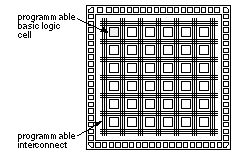 programmable
basic logic
cell
programmable
interconnect